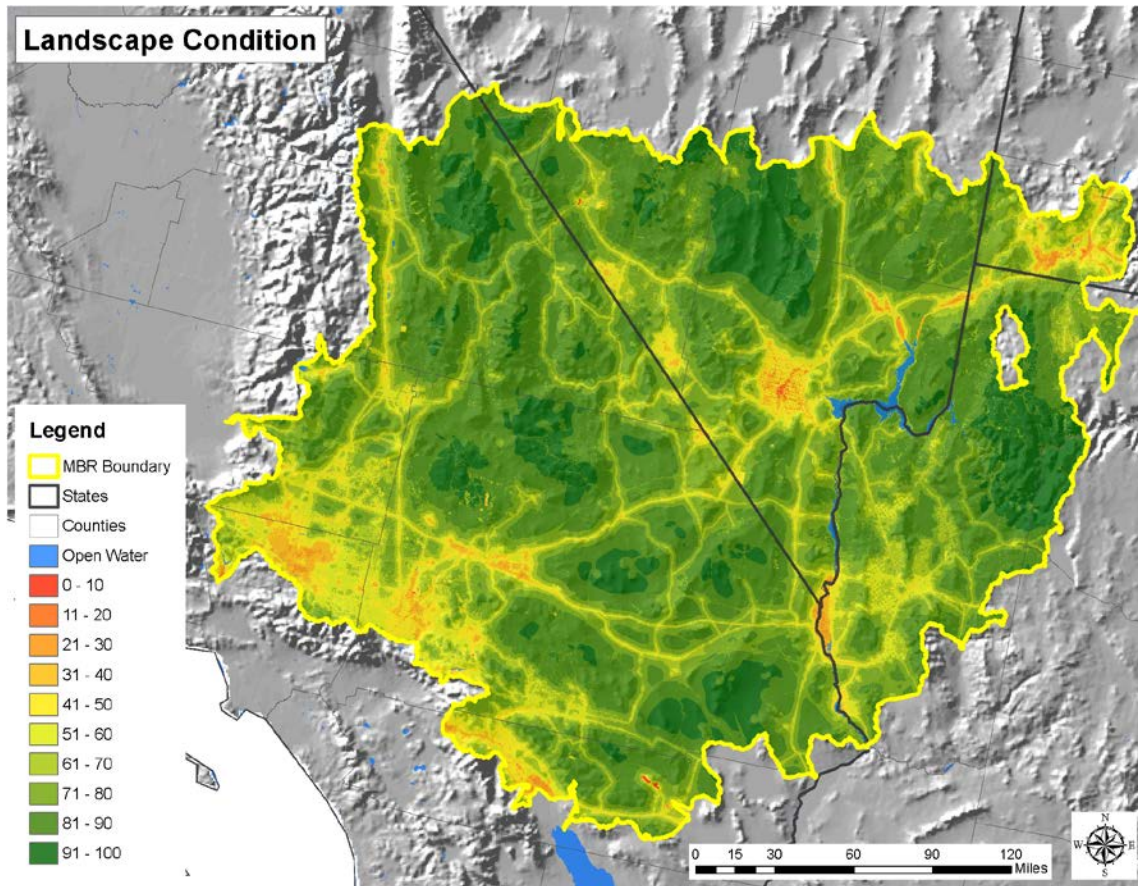 Landscape Condition
Legend
MBR Boundary
States
Counties
Open Water
0 - 10
11 - 20
21 - 30
31 - 40
41 - 50
51 - 60
61 - 70
71 - 80
81 - 90
91 - 100
0 15 30 60 90 120
Miles
N
W E
S